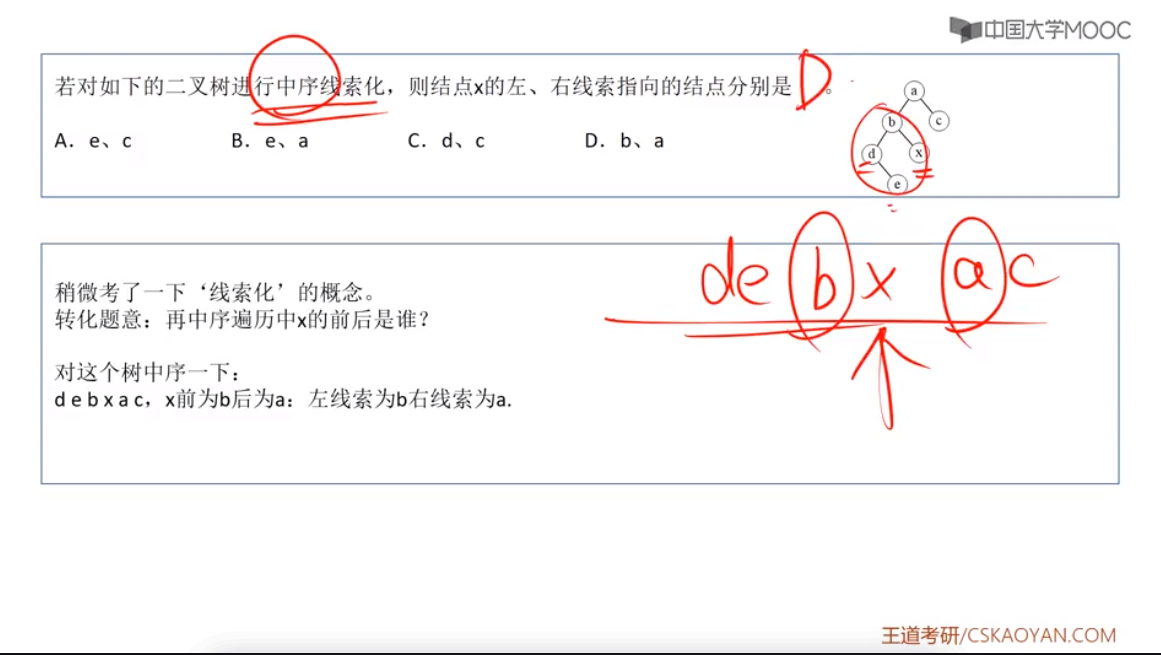 中国大学MOOC
若对如下的二叉树进行中序线索化，则结点x的左、右线索指向的结点分别是 D 。
A. e、c B. e、a C. d、c D. b、a
a
b c
d x
e
d e b x a c
稍微考了一下‘线索化’的概念。
转化题意：再中序遍历中x的前后是谁？
对这个树中序一下：
d e b x a c，x前为b后为a：左线索为b右线索为a.
王道考研/CSKAOYAN.COM